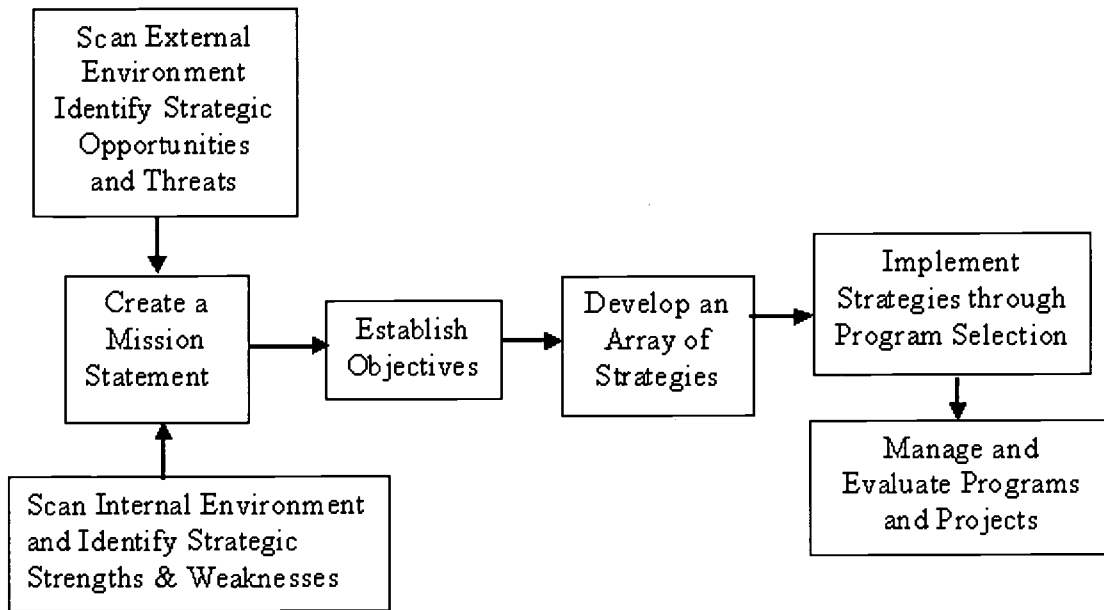 Scan External
Environment
Identify Strategic
Opportunities
and Threats
Create a
Mission
Statement
Scan Internal Environment
and Identify Strategic
Strengths & Weaknesses
Establish
Objectives
Develop an
Array of
Strategies
Implement
Strategies through
Program Selection
Manage and
Evaluate Programs
and Projects